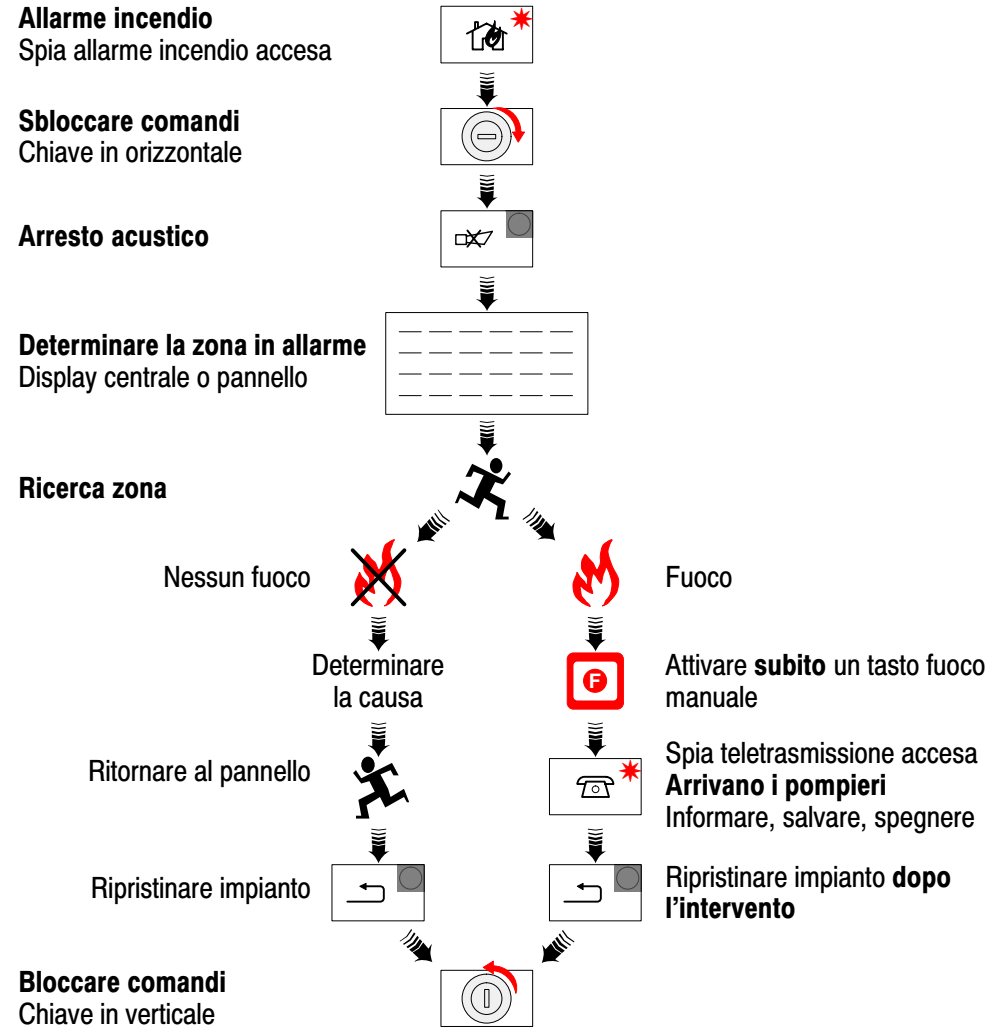 Allarme incendio
Spia allarme incendio accesa
Sbloccare comandi
Chiave in orizzontale
Arresto acustico
Determinare la zona in allarme
Display centrale o pannello
Ricerca zona
Nessun fuoco
Fuoco
Determinare
la causa
F
Attivare subito un tasto fuoco
manuale
Ritornare al pannello
Spia teletrasmissione accesa
Arrivano i pompieri
Informare, salvare, spegnere
Ripristinare impianto
Ripristinare impianto dopo
l'intervento
Bloccare comandi
Chiave in verticale